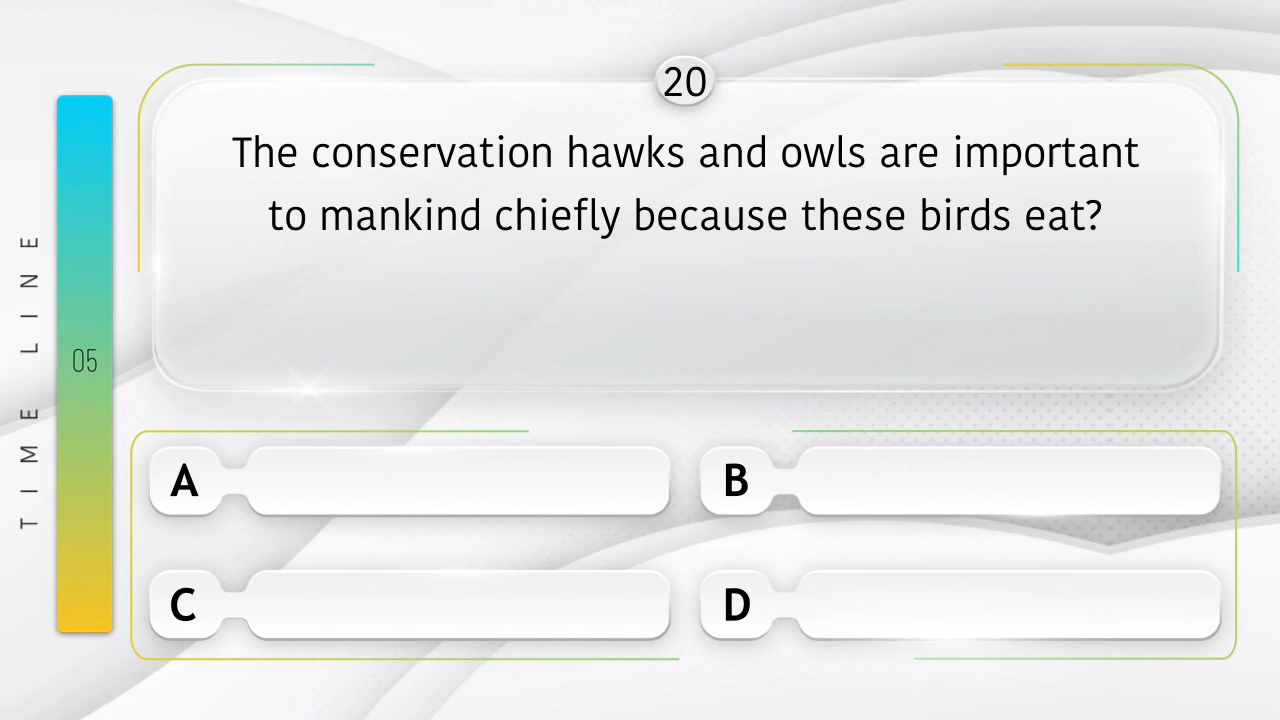 20
The conservation hawks and owls are important
to mankind chiefly because these birds eat?
TIME LINE
05
A
B
C
D